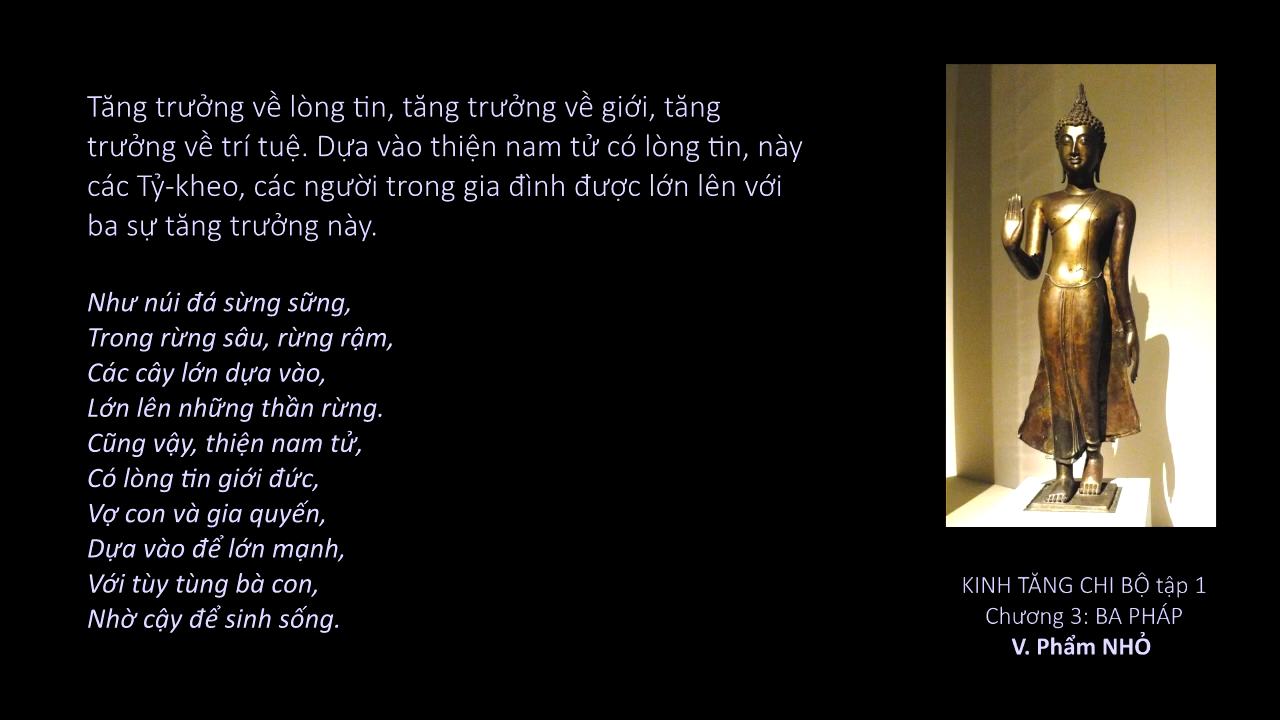 Tăng trưởng về lòng tin, tăng trưởng về giới, tăng
trưởng về trí tuệ. Dựa vào thiện nam tử có lòng tin, này
các Tỷ-kheo, các người trong gia đình được lớn lên với
ba sự tăng trưởng này.
Như núi đá sừng sững,
Trong rừng sâu, rừng rậm,
Các cây lớn dựa vào,
Lớn lên những thần rừng.
Cũng vậy, thiện nam tử,
Có lòng tin giới đức,
Vợ con và gia quyến,
Dựa vào để lớn mạnh,
Với tùy tùng bà con,
Nhờ cậy để sinh sống.
KINH TĂNG CHI BỘ tập 1
Chương 3: BA PHÁP
V. Phẩm NHỎ